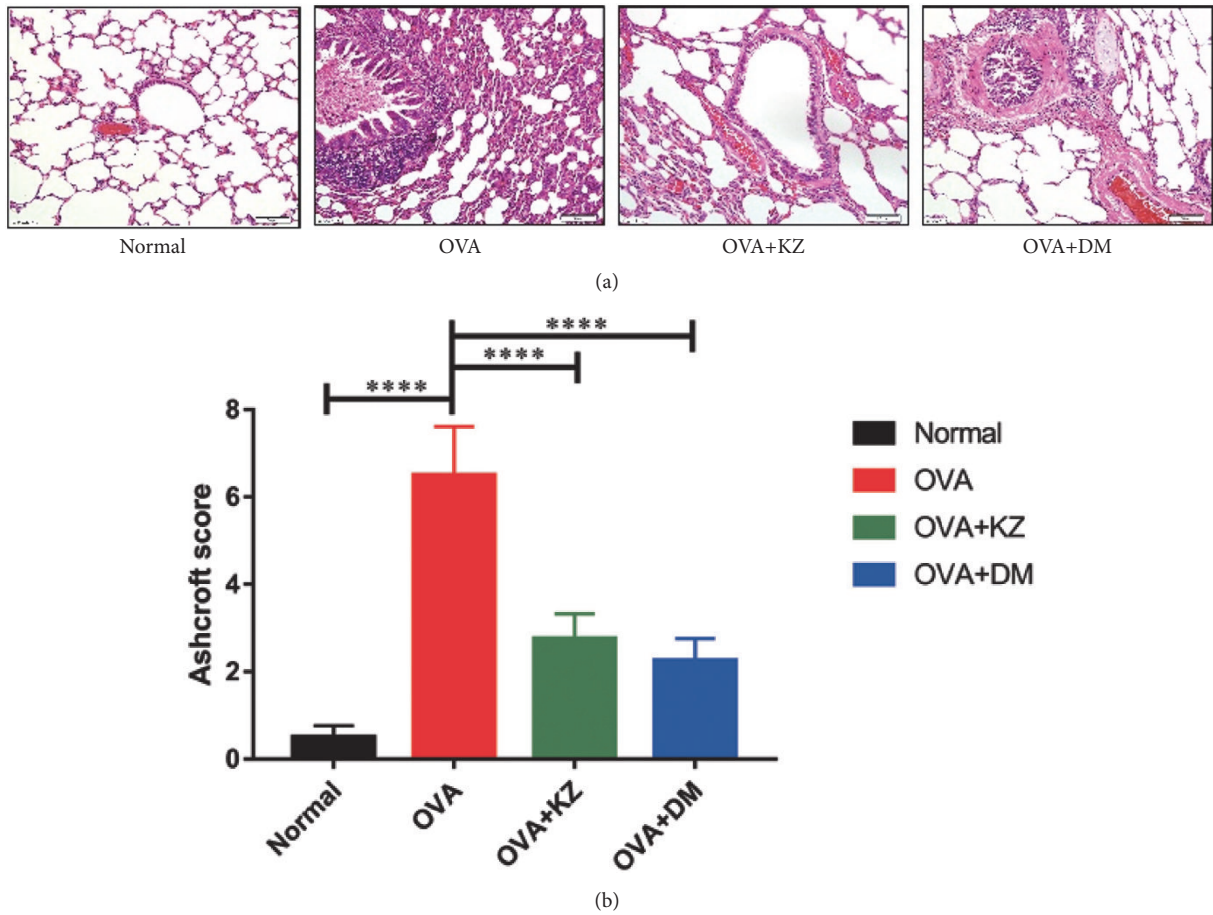 Normal
OVA
OVA+KZ
OVA+DM
(a)
****
****
****
8
6
4
2
0
Ashcroft score
Normal
OVA
OVA+KZ
OVA+DM
Normal
OVA
OVA+KZ
OVA+DM
(b)